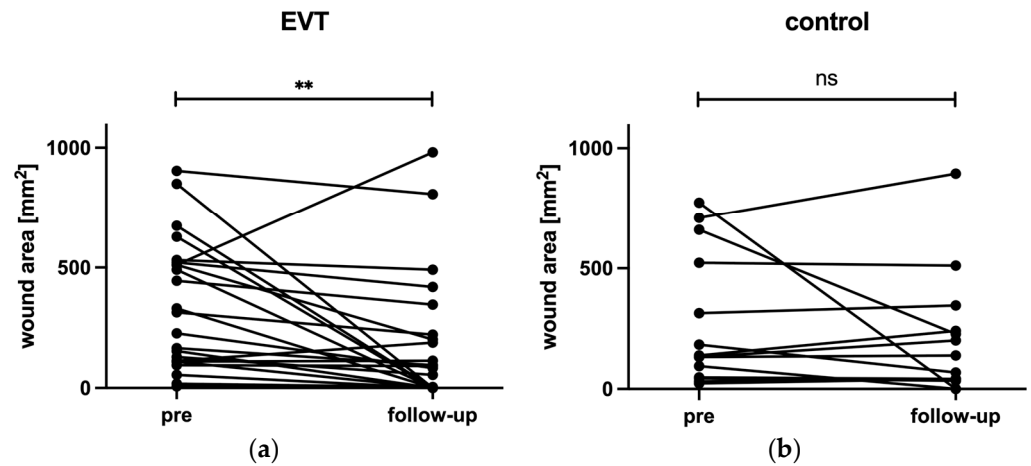 EVT
**
1000
500
0
wound area [mm²]
pre
follow-up
(a)
control
ns
1000
500
0
wound area [mm²]
pre
follow-up
(b)